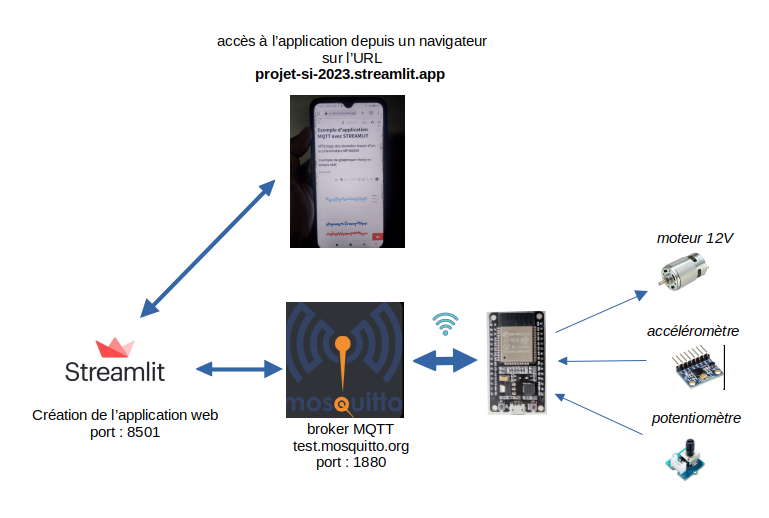 accès à l'application depuis un navigateur
sur l'URL
projet-si-2023.streamlit.app
Exemple d'application
MQTT avec STREAMLIT
moteur 12V
accéléromètre
potentiomètre
Streamlit
Création de l'application web
port : 8501
mosquitto
broker MQTT
test.mosquitto.org
port : 1880